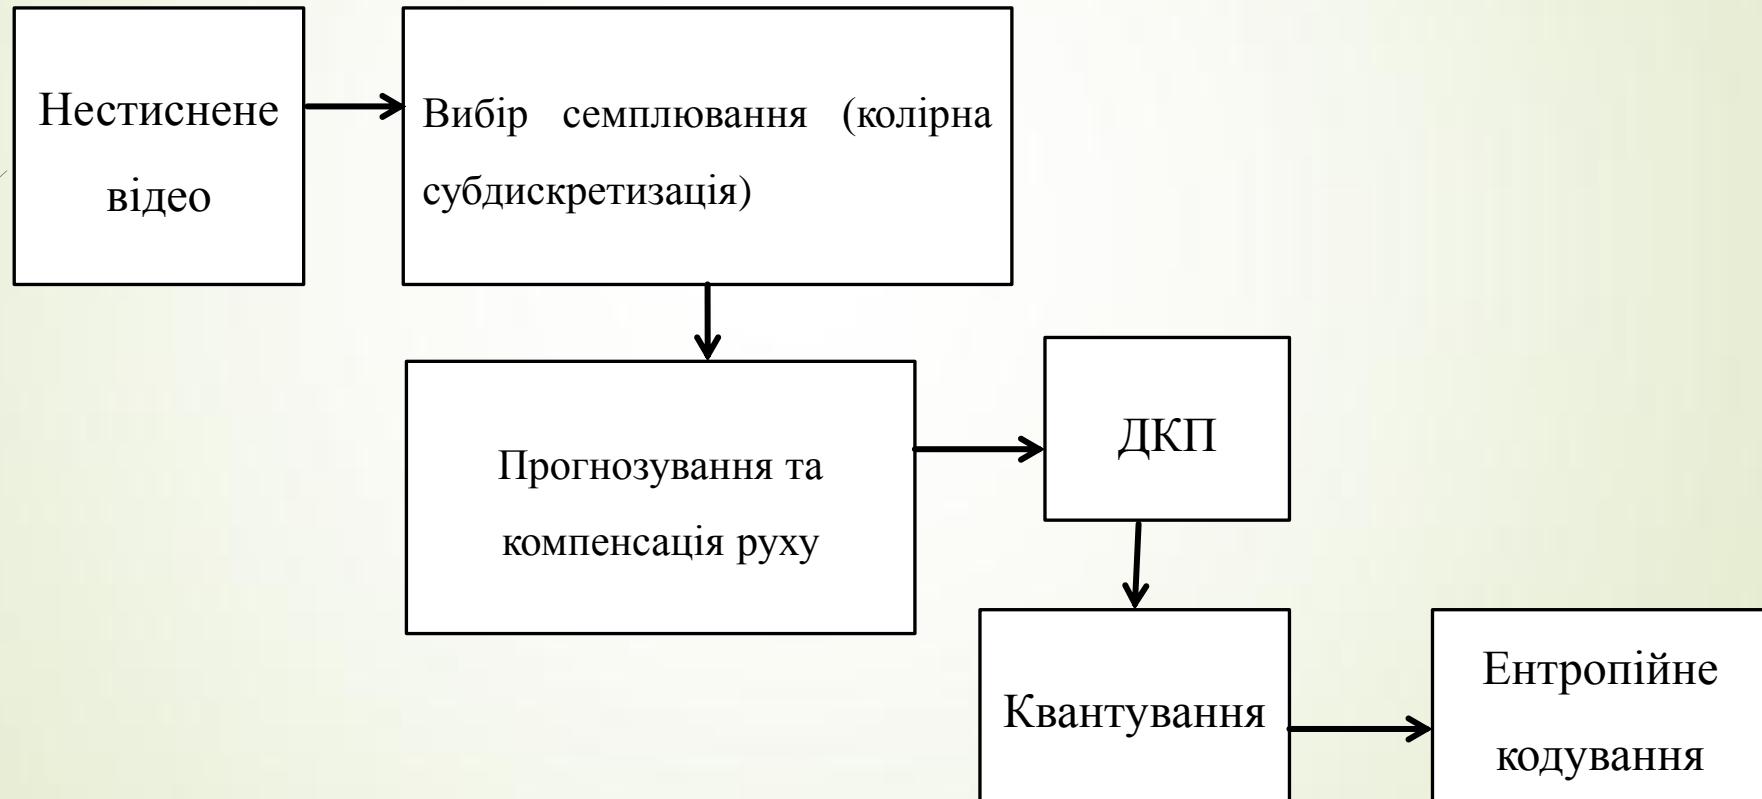 Нестиснене
відео
Вибір семплювання (колірна
субдискретизація)
Прогнозування та
компенсація руху
ДКП
Квантування
Ентропійне
кодування